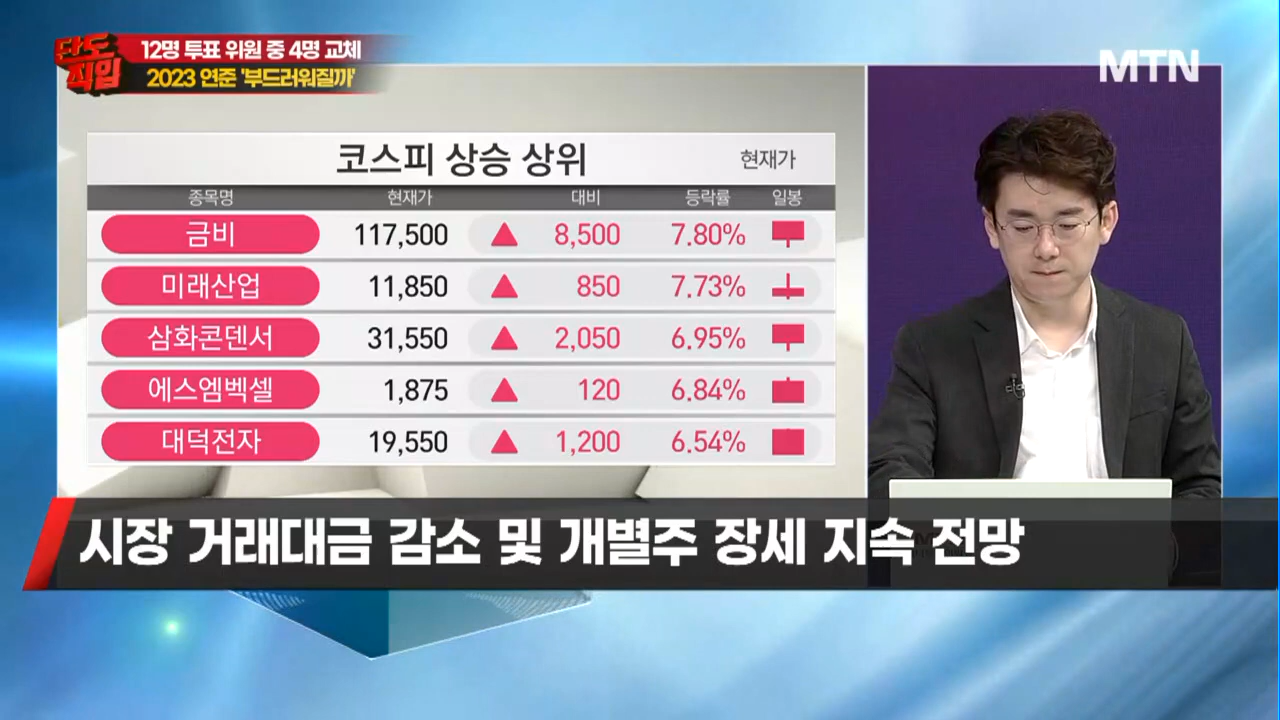 단도
직입
12명 투표 위원 중 4명 교체
2023 연준 '부드러워질까'
MTN
코스피 상승 상위
현재가
종목명 현재가 대비 등락률 일봉
금비 117,500 ▲ 8,500 7.80%
미래산업 11,850 ▲ 850 7.73%
삼화콘덴서 31,550 ▲ 2,050 6.95%
에스엠벡셀 1,875 ▲ 120 6.84%
대덕전자 19,550 ▲ 1,200 6.54%
시장 거래대금 감소 및 개별주 장세 지속 전망